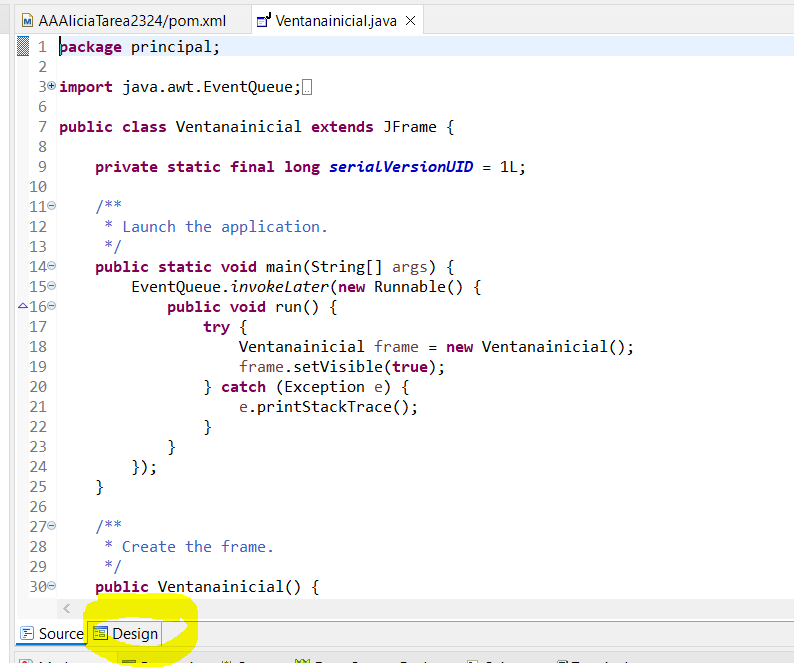 AAAliciaTarea2324/pom.xml Ventanainicial.java
1 package principal;
2
3 import java.awt.EventQueue;
6
7 public class Ventanainicial extends JFrame {
8
9 private static final long serialVersionUID = 1L;
10
11 /**
12 * Launch the application.
13 */
14 public static void main(String[] args) {
15 EventQueue.invokeLater(new Runnable() {
16 public void run() {
17 try {
18 Ventanainicial frame = new Ventanainicial();
19 frame.setVisible(true);
20 } catch (Exception e) {
21 e.printStackTrace();
22 }
23 }
24 });
25 }
26
27 /**
28 * Create the frame.
29 */
30 public Ventanainicial() {
Source Design